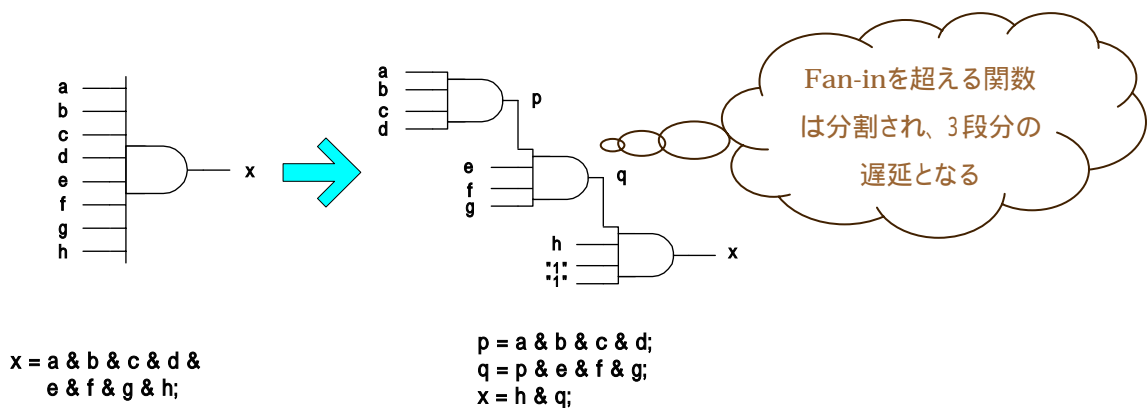 a
b
c
d
e
f
g
h
x
x = a & b & c & d &
e & f & g & h;
a
b
c
d
p
e
f
g
q
h
"1"
"1"
x
p = a & b & c & d;
q = p & e & f & g;
x = h & q;
Fan-inを超える関数
は分割され、3段分の
遅延となる